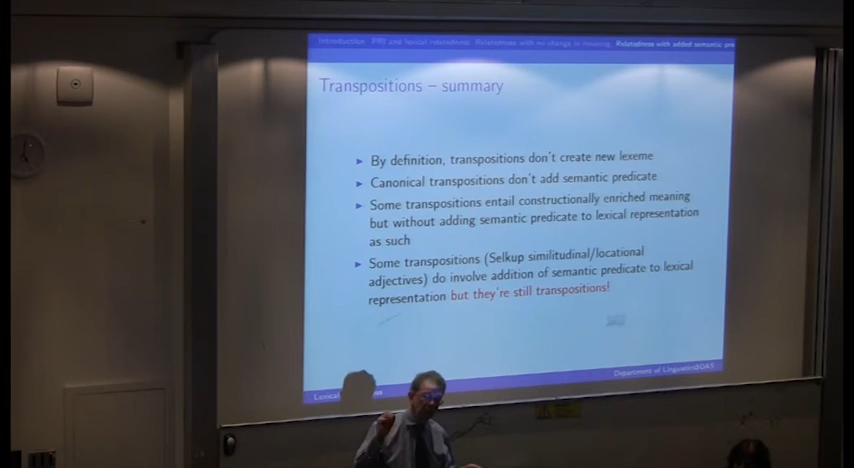 Introduction PFM and lexical relatedness Relatedness with no change in meaning Relatedness with added semantic pre
Transpositions – summary
By definition, transpositions don't create new lexeme
Canonical transpositions don't add semantic predicate
Some transpositions entail constructionally enriched meaning
but without adding semantic predicate to lexical representation
as such
Some transpositions (Selkup similitudinal/locational
adjectives) do involve addition of semantic predicate to lexical
representation but they're still transpositions!
Department of Linguistics